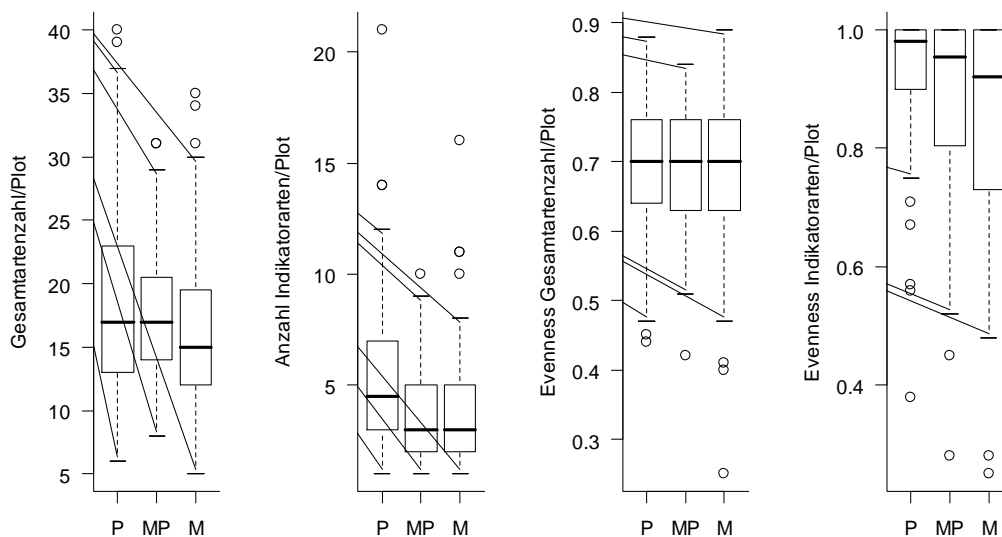 Gesamtartenzahl/Plot
40
35
30
25
20
15
10
5
P MP M
Anzahl Indikatorarten/Plot
20
15
10
5
P MP M
Evenness Gesamtartenzahl/Plot
0.9
0.8
0.7
0.6
0.5
0.4
0.3
P MP M
Evenness Indikatorarten/Plot
1.0
0.8
0.6
0.4
P MP M